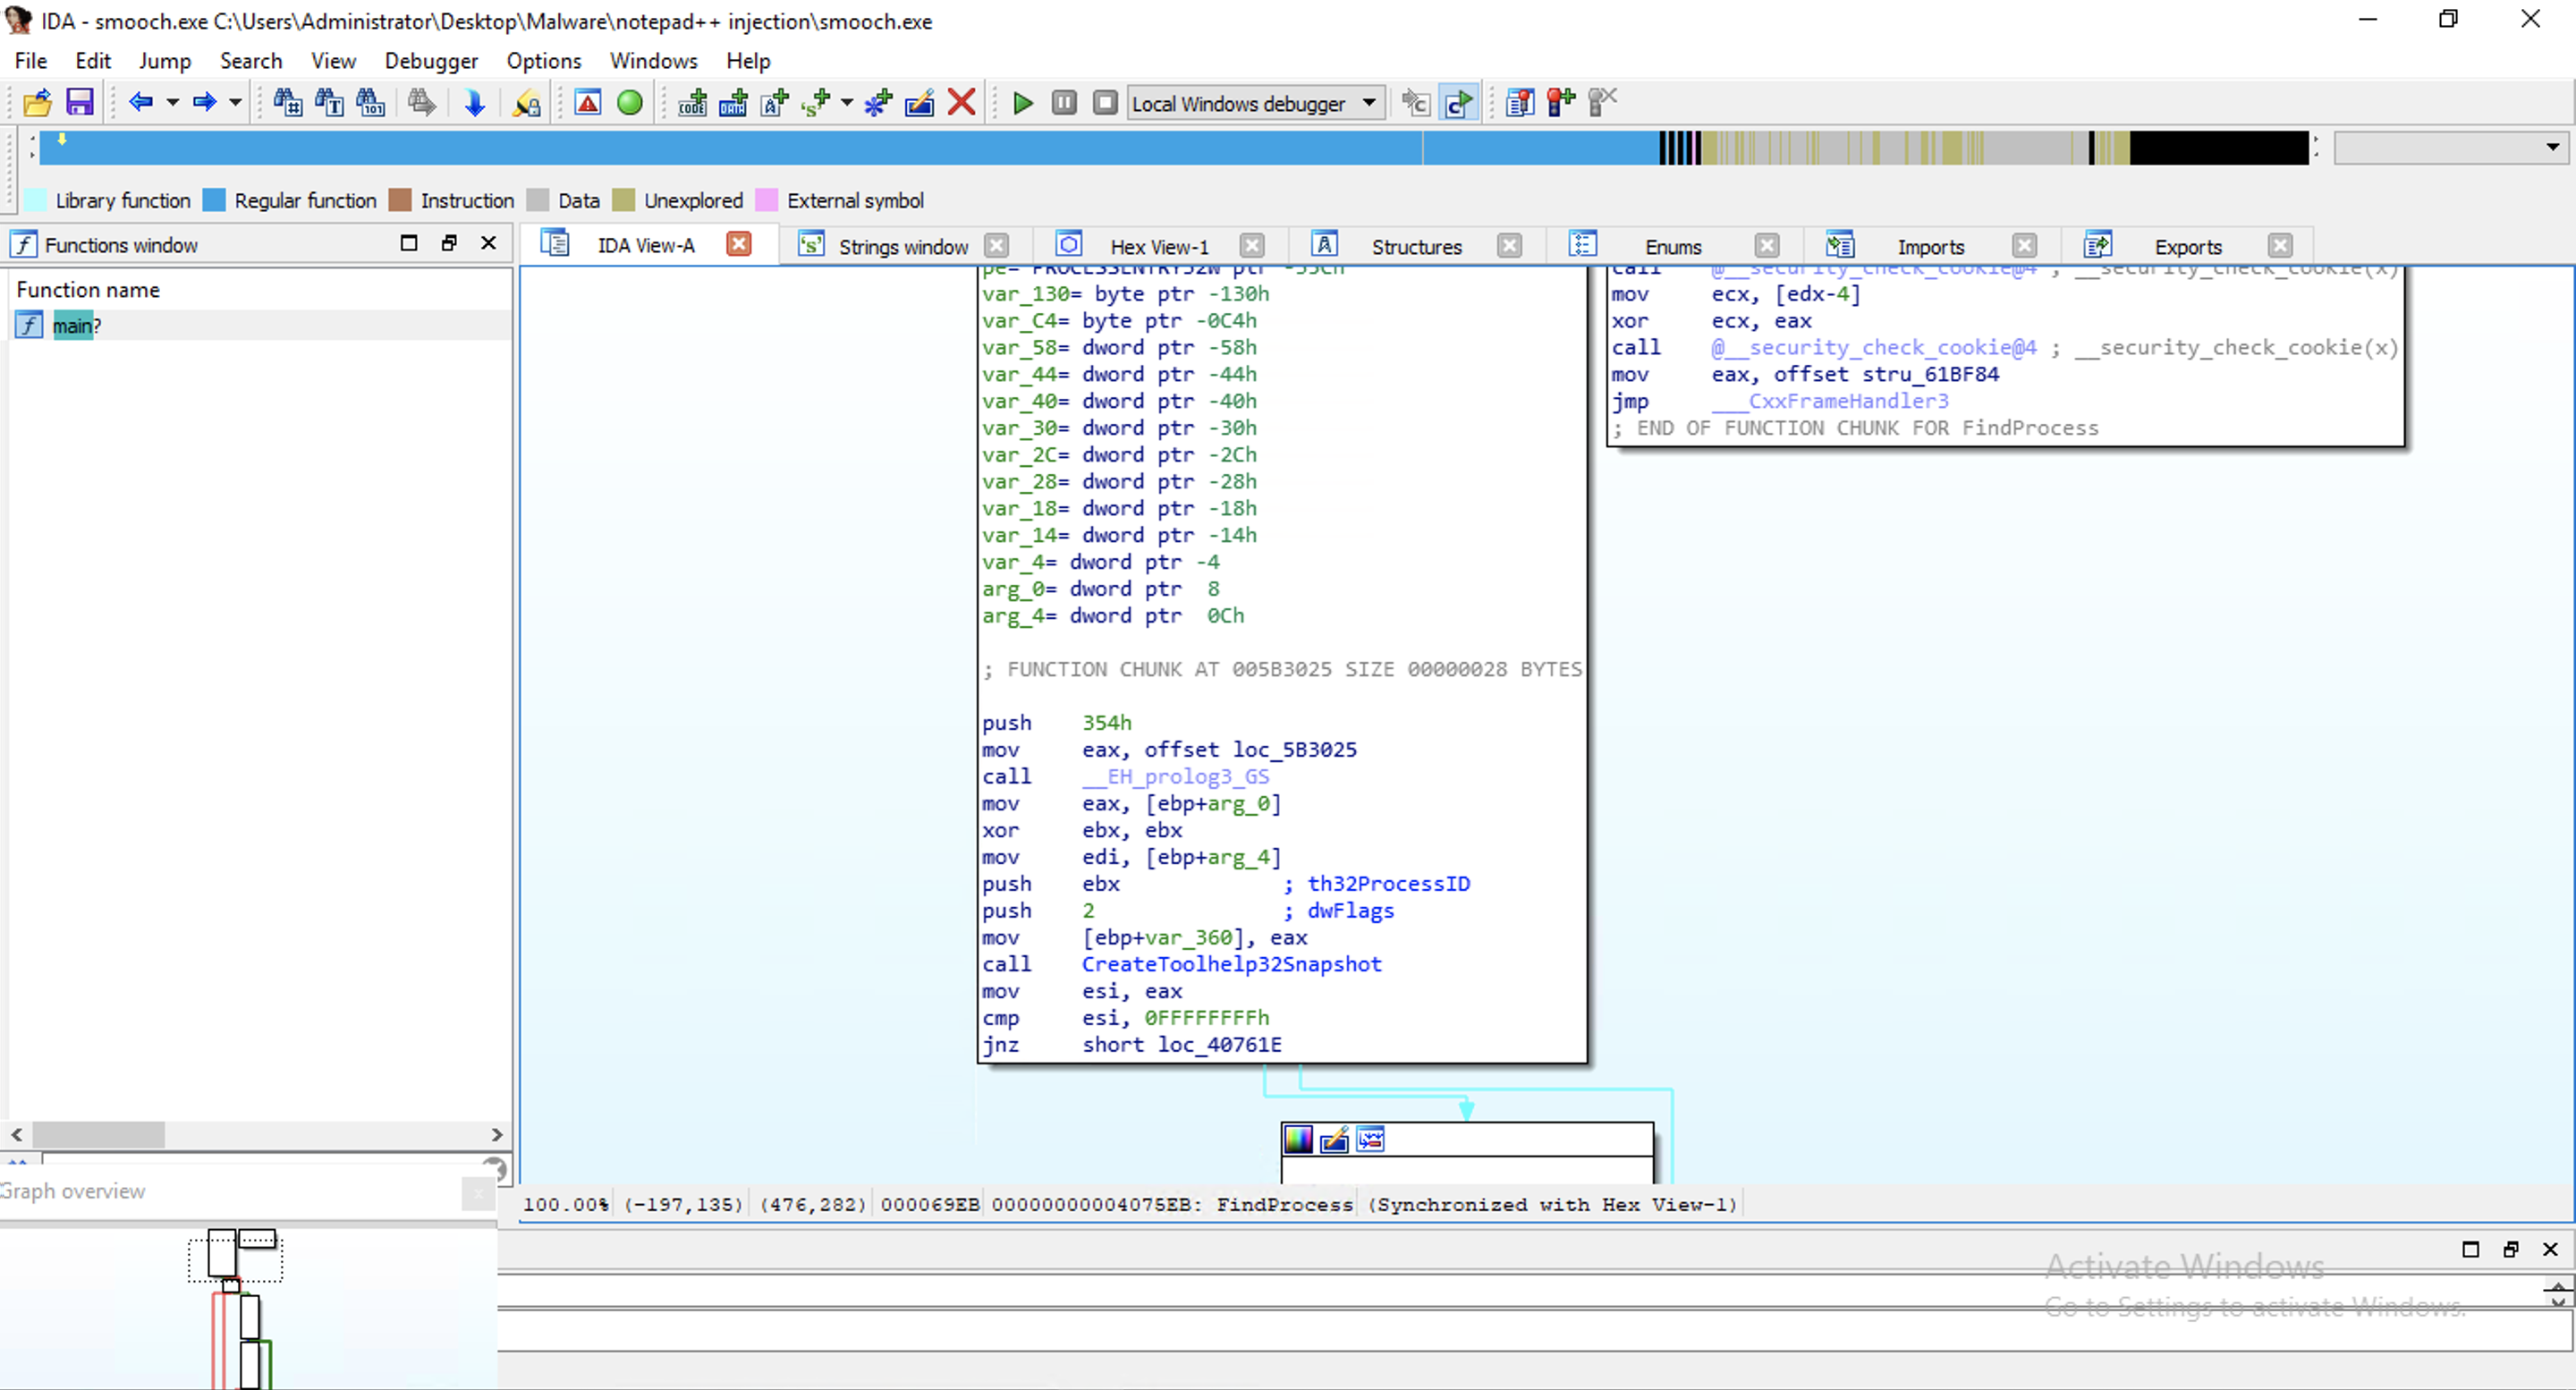 IDA - smooch.exe C:\Users\Administrator\Desktop\Malware\notepad++ injection\smooch.exe
File Edit Jump Search View Debugger Options Windows Help
Local Windows debugger
Library function Regular function Instruction Data Unexplored External symbol
Functions window
IDA View-A Strings window Hex View-1 Structures Enums Imports Exports
Function name
main?
pe= PROCESSENTRY32W ptr -35Ch
var_130= byte ptr -130h
var_C4= byte ptr -0C4h
var_58= dword ptr -58h
var_44= dword ptr -44h
var_40= dword ptr -40h
var_30= dword ptr -30h
var_2C= dword ptr -2Ch
var_28= dword ptr -28h
var_18= dword ptr -18h
var_14= dword ptr -14h
var_4= dword ptr -4
arg_0= dword ptr 8
arg_4= dword ptr 0Ch
; FUNCTION CHUNK AT 005B3025 SIZE 00000028 BYTES
push 354h
mov eax, offset loc_5B3025
call __EH_prolog3_GS
mov eax, [ebp+arg_0]
xor ebx, ebx
mov edi, [ebp+arg_4]
push ebx ; th32ProcessID
push 2 ; dwFlags
mov [ebp+var_360], eax
call CreateToolhelp32Snapshot
mov esi, eax
cmp esi, 0FFFFFFFFh
jnz short loc_40761E
call @__security_check_cookie@4 ; __security_check_cookie(x)
mov ecx, [edx-4]
xor ecx, eax
call @__security_check_cookie@4 ; __security_check_cookie(x)
mov eax, offset stru_61BF84
jmp ___CxxFrameHandler3
; END OF FUNCTION CHUNK FOR FindProcess
Graph overview
100.00% (-197,135) (476,282) 000069EB 00000000004075EB: FindProcess (Synchronized with Hex View-1)
Activate Windows
Go to Settings to activate Windows.